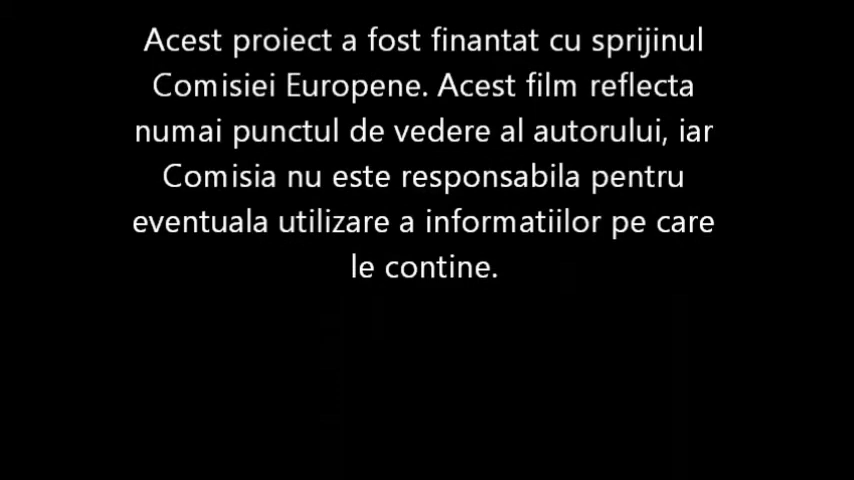 Acest proiect a fost finantat cu sprijinul
Comisiei Europene. Acest film reflecta
numai punctul de vedere al autorului, iar
Comisia nu este responsabila pentru
eventuala utilizare a informatiilor pe care
le contine.